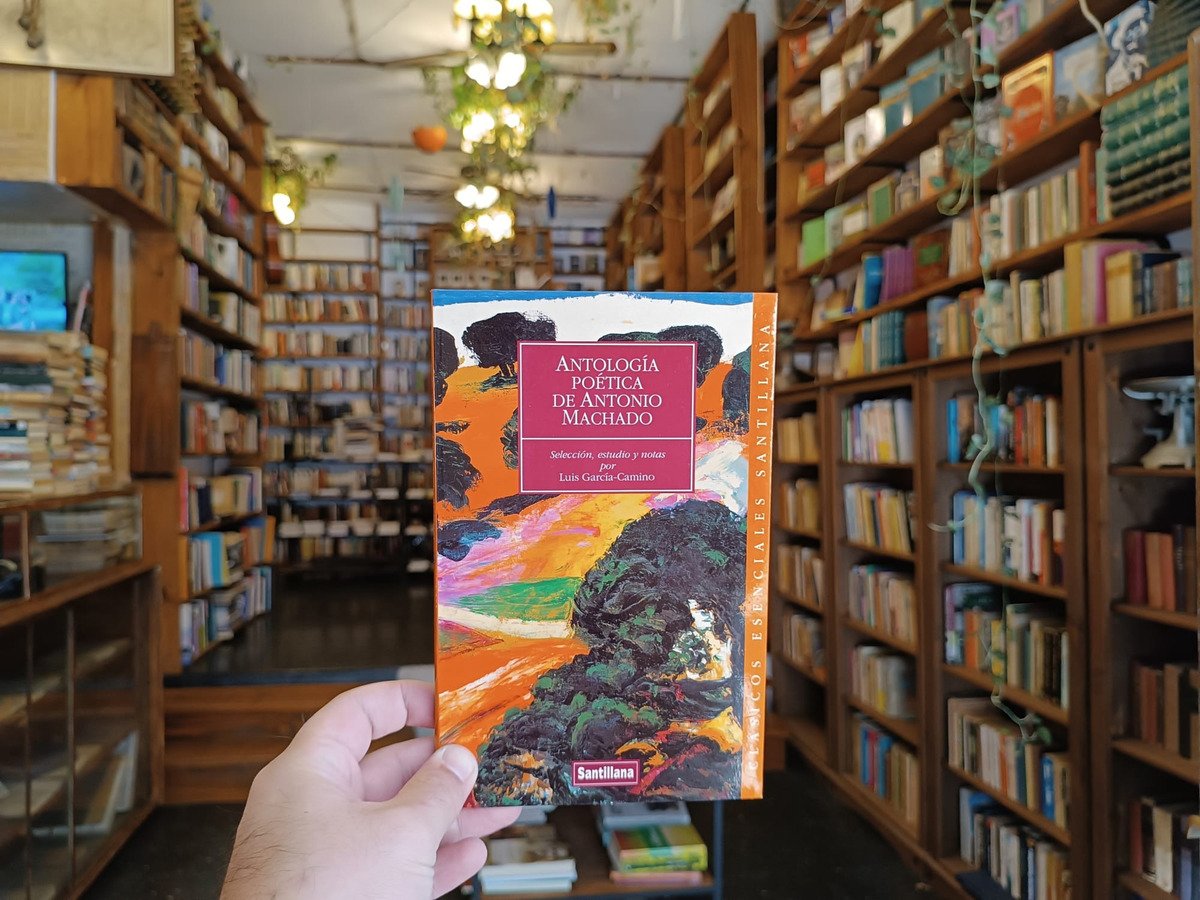 ANTOLOGÍA
POÉTICA
DE ANTONIO
MACHADO
Selección, estudio y notas
por
LUIS GARCÍA-CAMINO
CLÁSICOS ESENCIALES SANTILLANA
Santillana